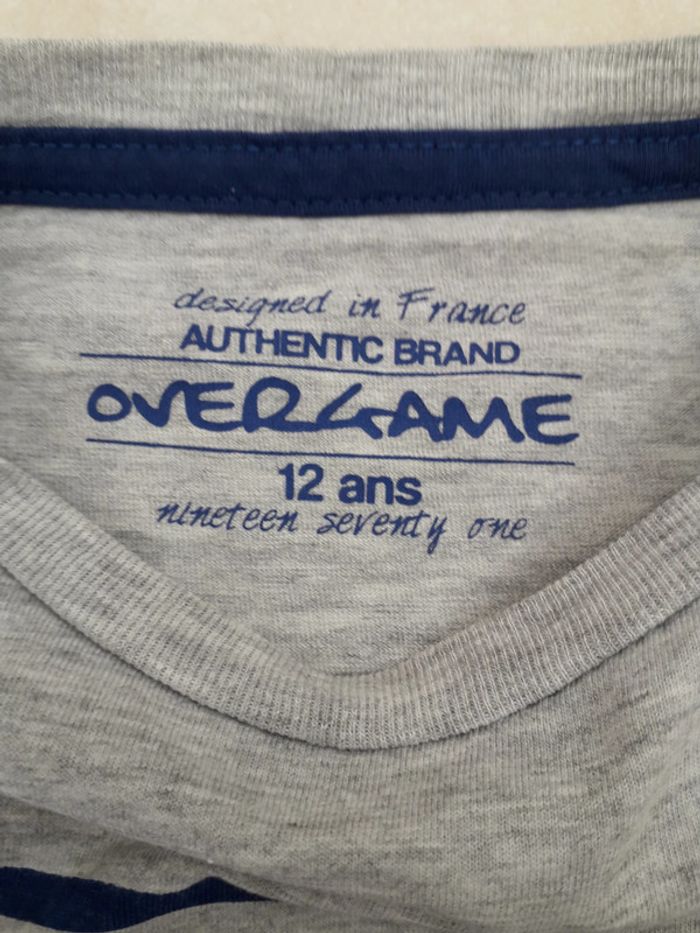 designed in France
AUTHENTIC BRAND
OVERGAME
12 ans
nineteen seventy one